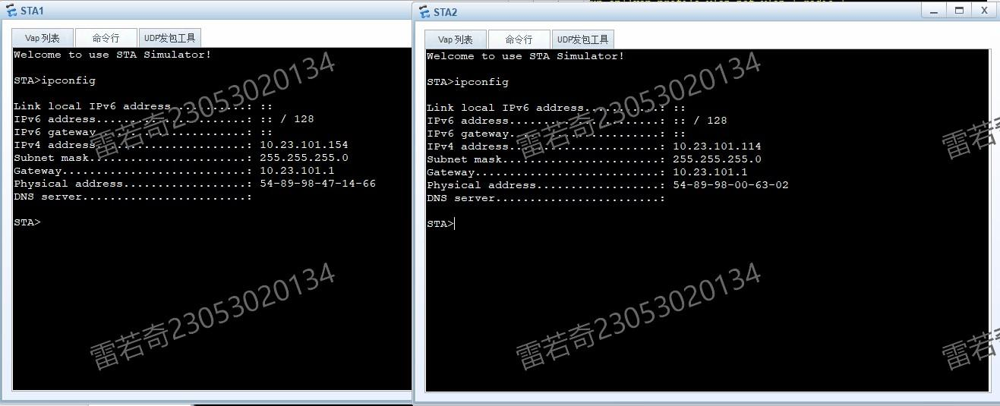 STA1
Vap 列表
命令行
UDP发包工具
Welcome to use STA Simulator!
STA>ipconfig
Link local IPv6 address...........: ::
IPv6 address......................: :: / 128
IPv6 gateway......................: ::
IPv4 address......................: 10.23.101.154
Subnet mask.......................: 255.255.255.0
Gateway...........................: 10.23.101.1
Physical address..................: 54-89-98-47-14-66
DNS server........................:
STA>
STA2
Vap 列表
命令行
UDP发包工具
Welcome to use STA Simulator!
STA>ipconfig
Link local IPv6 address...........: ::
IPv6 address......................: :: / 128
IPv6 gateway......................: ::
IPv4 address......................: 10.23.101.114
Subnet mask.......................: 255.255.255.0
Gateway...........................: 10.23.101.1
Physical address..................: 54-89-98-00-63-02
DNS server........................:
STA>
雷若奇23053020134
雷若奇23053020134
雷若奇
雷若奇23053020134
雷若奇23053020134
雷若奇